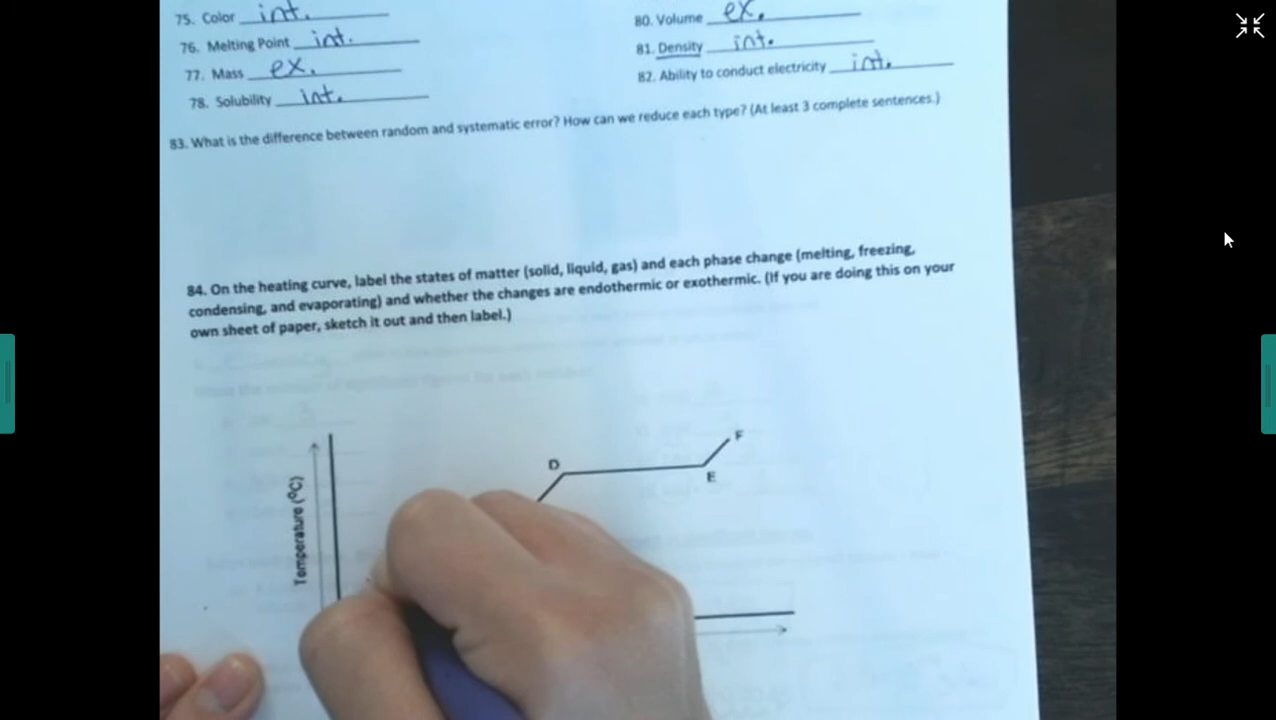 75. Color int.
76. Melting Point int.
77. Mass ex.
78. Solubility int.
80. Volume ex.
81. Density int.
82. Ability to conduct electricity int.
83. What is the difference between random and systematic error? How can we reduce each type? (At least 3 complete sentences.)
84. On the heating curve, label the states of matter (solid, liquid, gas) and each phase change (melting, freezing,
condensing, and evaporating) and whether the changes are endothermic or exothermic. (If you are doing this on your
own sheet of paper, sketch it out and then label.)
Temperature (°C)
D
F
E